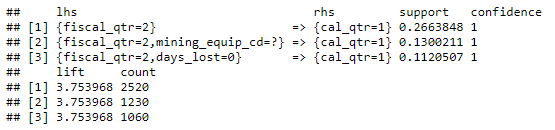 ##     lhs                                 rhs         support   confidence
## [1] {fiscal_qtr=2}                   => {cal_qtr=1} 0.2663848 1
## [2] {fiscal_qtr=2,mining_equip_cd=?} => {cal_qtr=1} 0.1300211 1
## [3] {fiscal_qtr=2,days_lost=0}       => {cal_qtr=1} 0.1120507 1
##     lift     count
## [1] 3.753968 2520
## [2] 3.753968 1230
## [3] 3.753968 1060